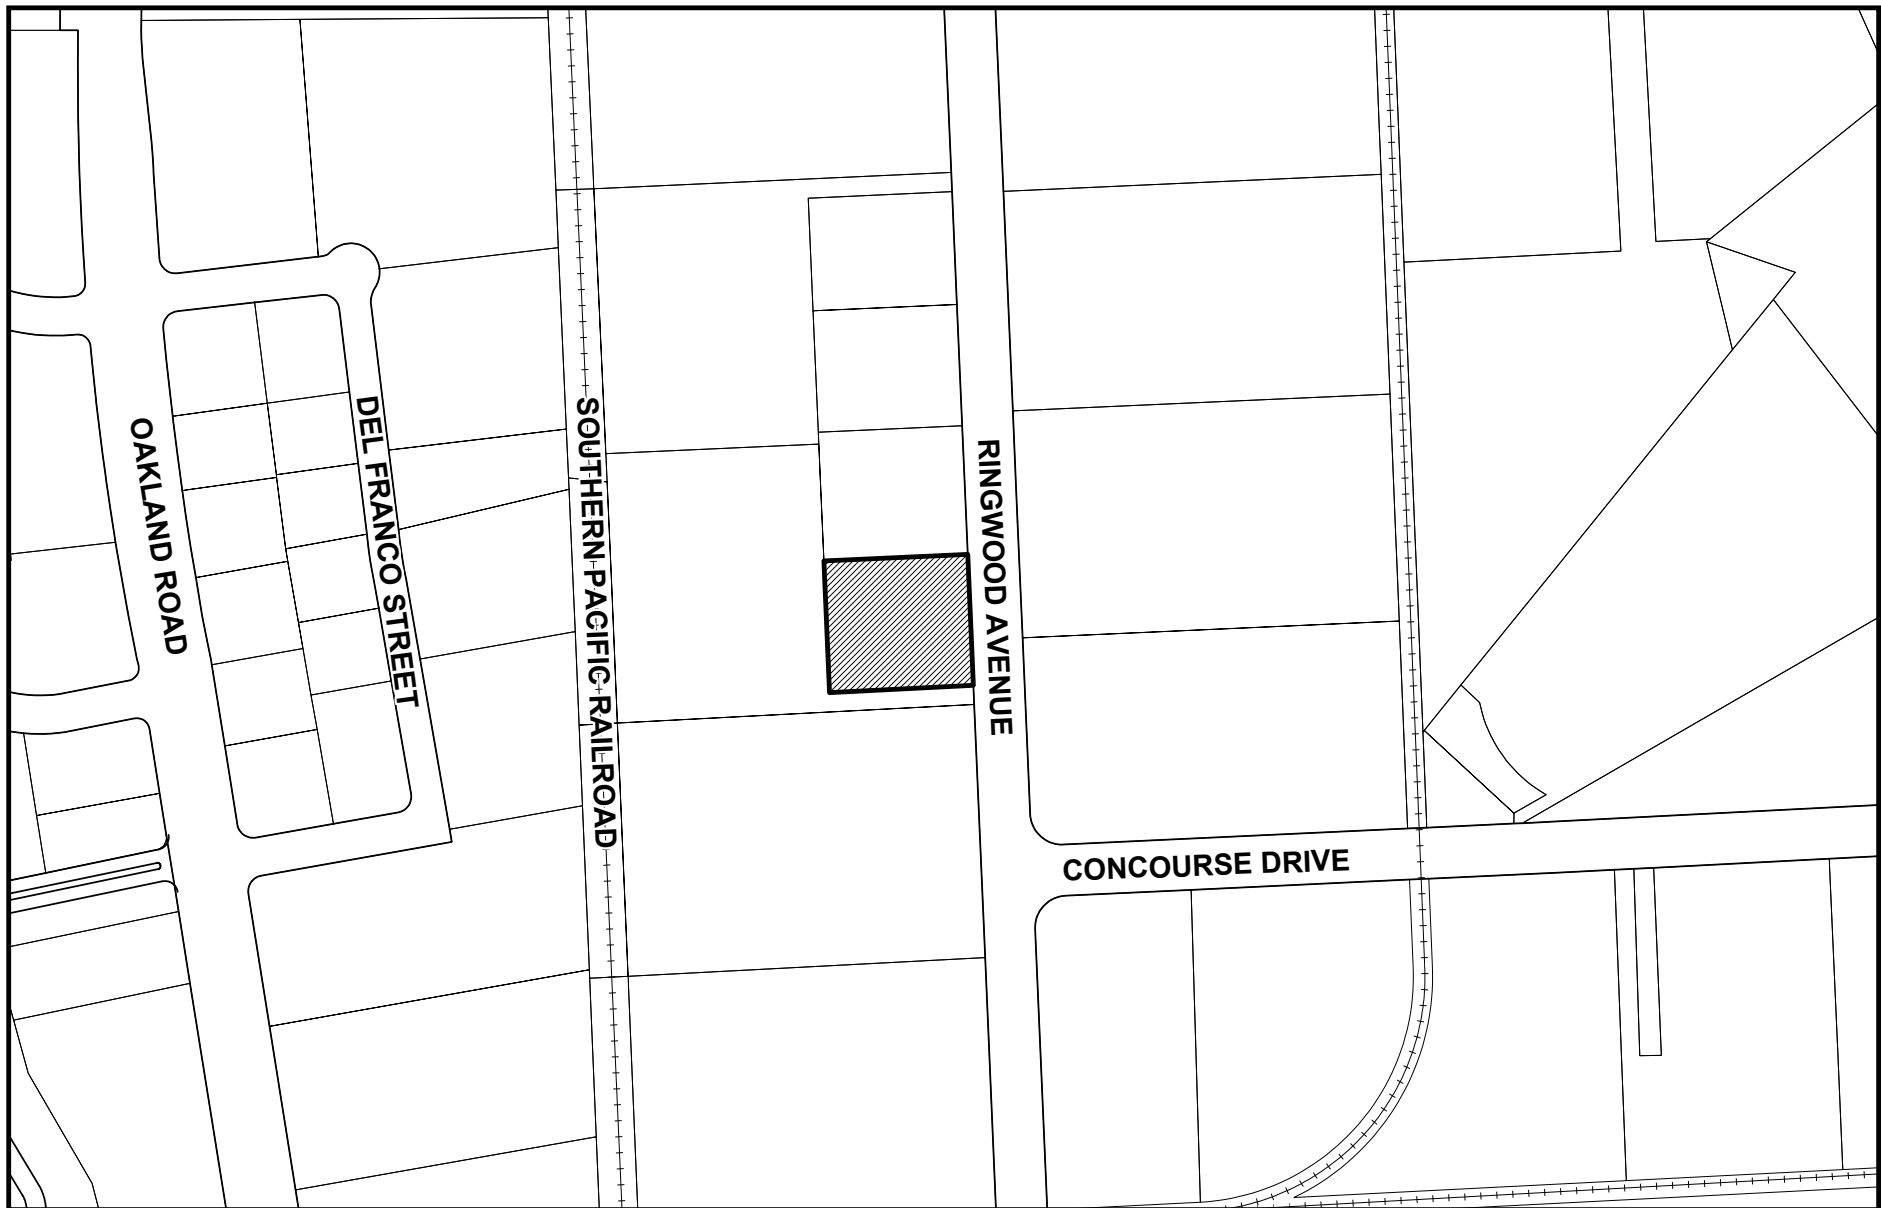 OAKLAND ROAD
DEL FRANCO STREET
SOUTHERN PACIFIC RAILROAD
RINGWOOD AVENUE
CONCOURSE DRIVE